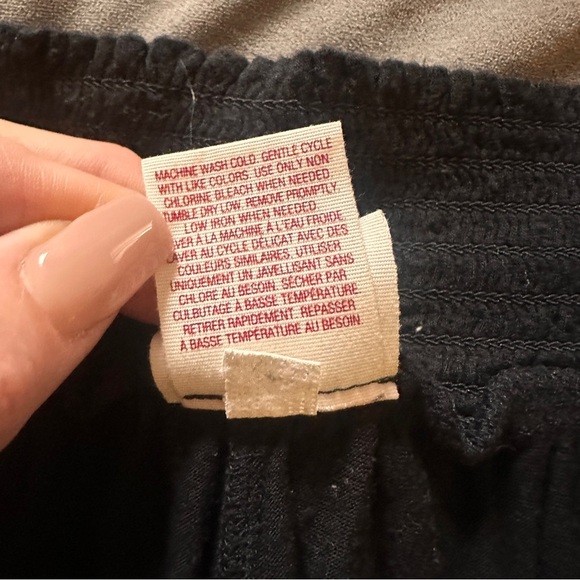 MACHINE WASH COLD. GENTLE CYCLE
WITH LIKE COLORS. USE ONLY NON-
CHLORINE BLEACH WHEN NEEDED
TUMBLE DRY LOW. REMOVE PROMPTLY.
LOW IRON WHEN NEEDED
LAVER À LA MACHINE À L'EAU FROIDE
LAVER AU CYCLE DÉLICAT AVEC DES
COULEURS SIMILAIRES. UTILISER
UNIQUEMENT UN JAVELLISANT SANS
CHLORE AU BESOIN. SÉCHER PAR
CULBUTAGE À BASSE TEMPÉRATURE
RETIRER RAPIDEMENT. REPASSER
À BASSE TEMPÉRATURE AU BESOIN